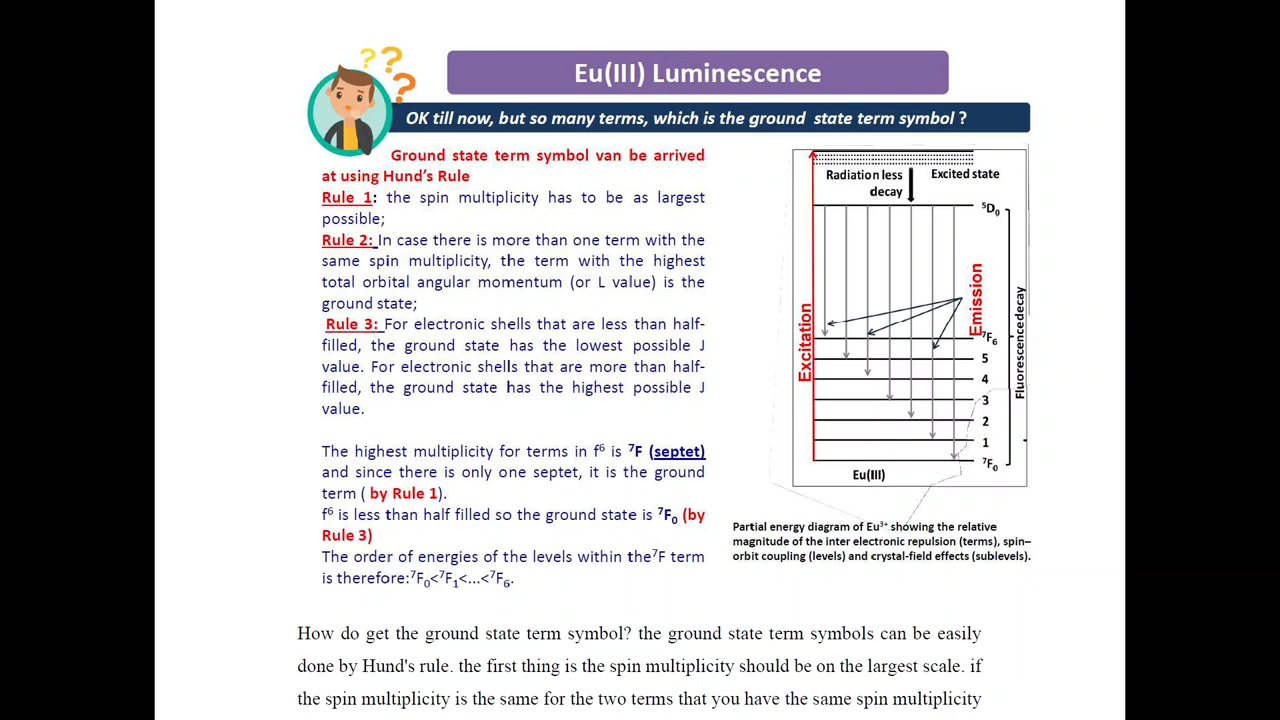 ? ? ?
Eu(III) Luminescence
OK till now, but so many terms, which is the ground state term symbol ?
Ground state term symbol van be arrived
at using Hund's Rule
Rule 1: the spin multiplicity has to be as largest
possible;
Rule 2: In case there is more than one term with the
same spin multiplicity, the term with the highest
total orbital angular momentum (or L value) is the
ground state;
Rule 3: For electronic shells that are less than half-
filled, the ground state has the lowest possible J
value. For electronic shells that are more than half-
filled, the ground state has the highest possible J
value.
The highest multiplicity for terms in f⁶ is ⁷F (septet)
and since there is only one septet, it is the ground
term ( by Rule 1).
f⁶ is less than half filled so the ground state is ⁷F₀ (by
Rule 3)
The order of energies of the levels within the⁷F term
is therefore:⁷F₀<⁷F₁<...<⁷F₆.
Radiation less
decay
Excited state
⁵D₀
Excitation
Emission
Fluorescence decay
⁷F₆
5
4
3
2
1
⁷F₀
Eu(III)
Partial energy diagram of Eu³⁺ showing the relative
magnitude of the inter electronic repulsion (terms), spin–
orbit coupling (levels) and crystal-field effects (sublevels).
How do get the ground state term symbol? the ground state term symbols can be easily
done by Hund's rule. the first thing is the spin multiplicity should be on the largest scale. if
the spin multiplicity is the same for the two terms that you have the same spin multiplicity